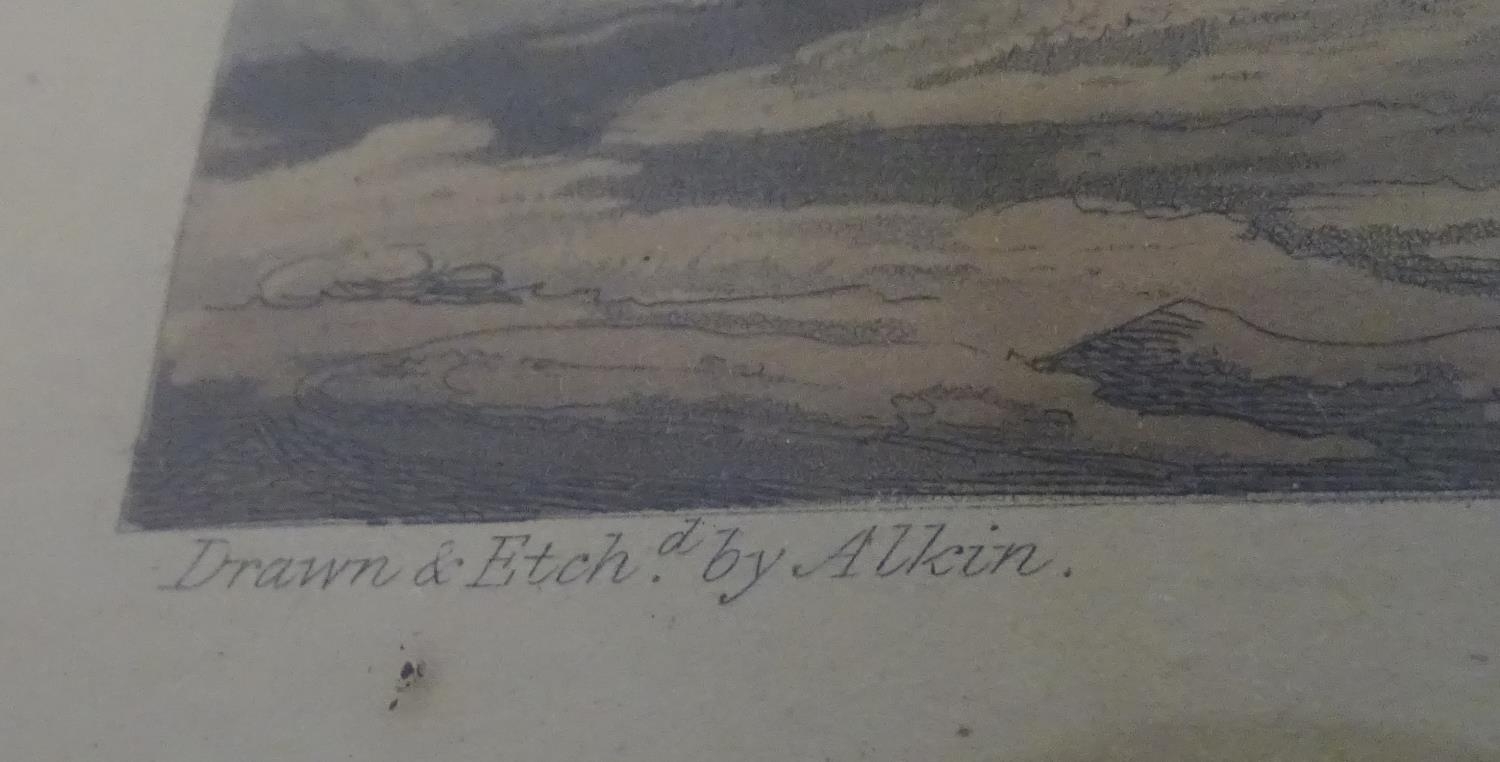 Drawn & Etch.d by Alkin.